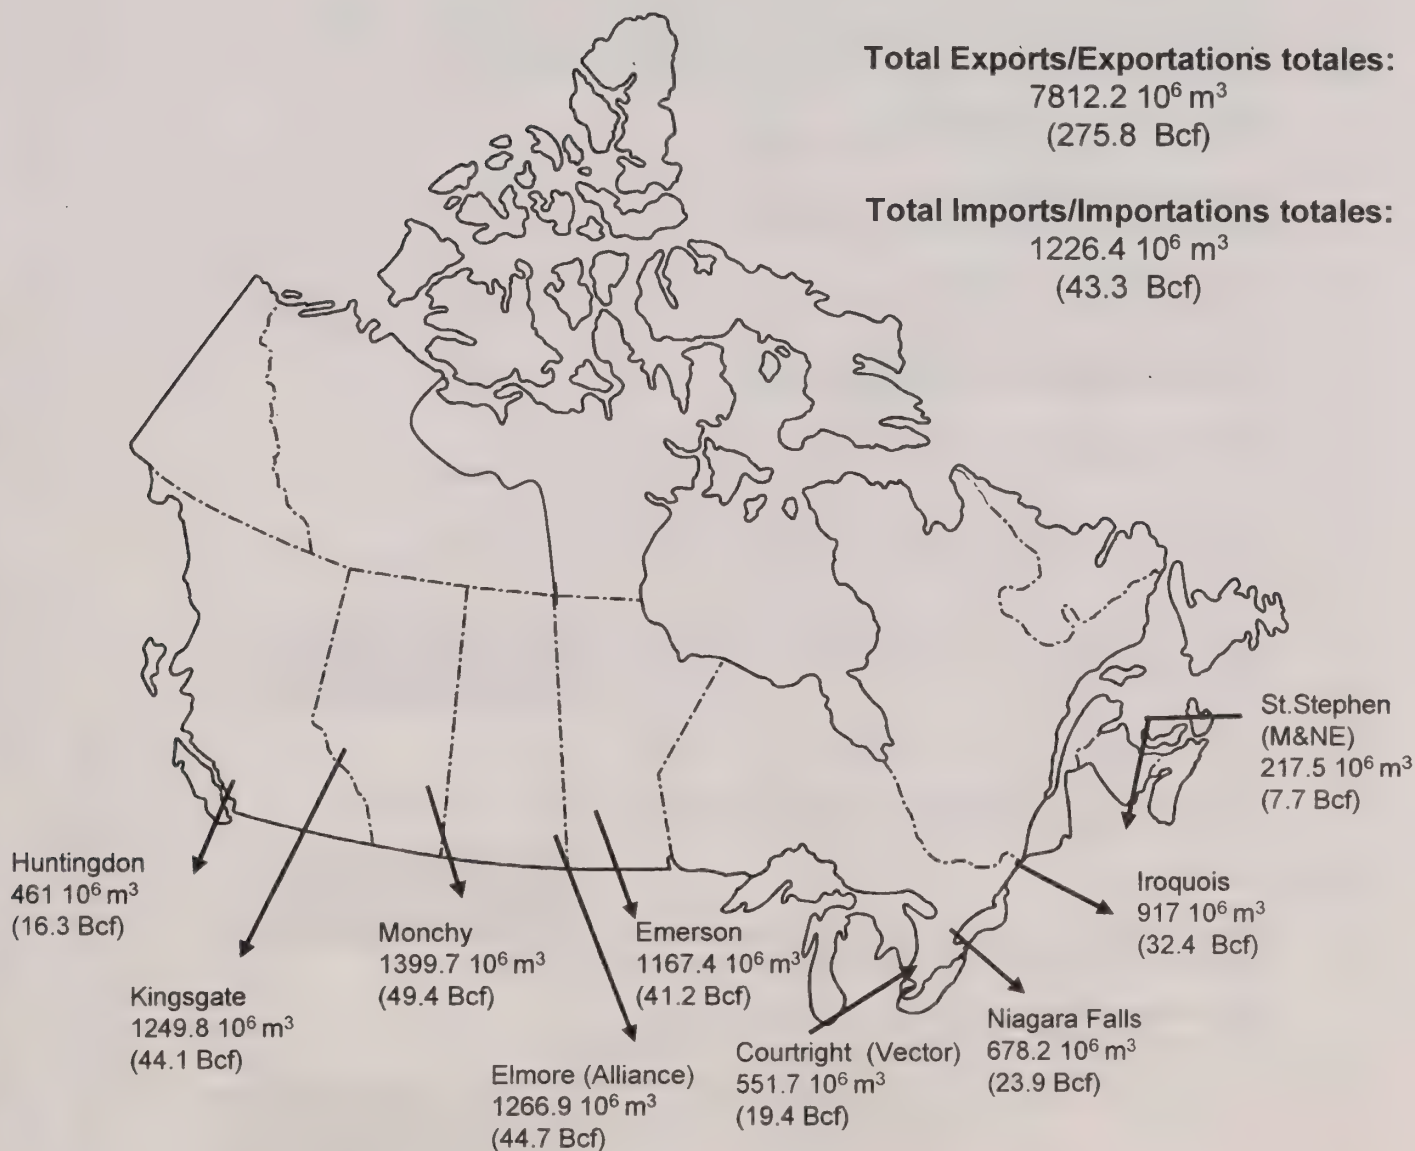 Total Exports/Exportations totales:
7812.2 10⁶ m³
(275.8 Bcf)
Total Imports/Importations totales:
1226.4 10⁶ m³
(43.3 Bcf)
St.Stephen
(M&NE)
217.5 10⁶ m³
(7.7 Bcf)
Huntingdon
461 10⁶ m³
(16.3 Bcf)
Iroquois
917 10⁶ m³
(32.4 Bcf)
Monchy
1399.7 10⁶ m³
(49.4 Bcf)
Emerson
1167.4 10⁶ m³
(41.2 Bcf)
Kingsgate
1249.8 10⁶ m³
(44.1 Bcf)
Niagara Falls
678.2 10⁶ m³
(23.9 Bcf)
Courtright (Vector)
551.7 10⁶ m³
(19.4 Bcf)
Elmore (Alliance)
1266.9 10⁶ m³
(44.7 Bcf)